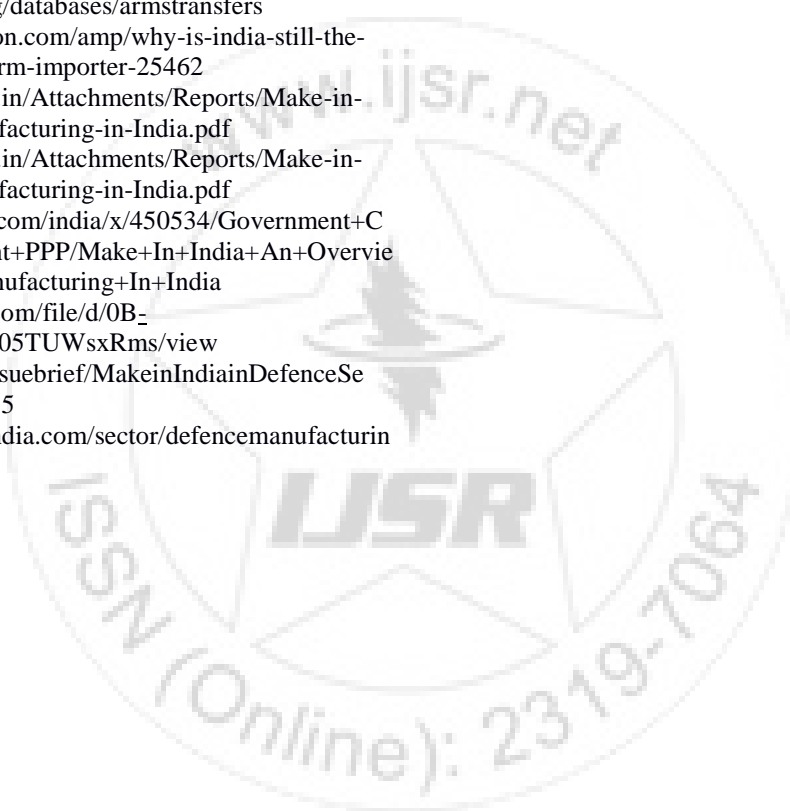 /databases/armstransfers
on.com/amp/why-is-india-still-the-
rm-importer-25462
in/Attachments/Reports/Make-in-
facturing-in-India.pdf
.in/Attachments/Reports/Make-in-
facturing-in-India.pdf
com/india/x/450534/Government+C
nt+PPP/Make+In+India+An+Overvie
nufacturing+In+India
om/file/d/0B-
05TUWsxRms/view
suebrief/MakeinIndiainDefenceSe
5
dia.com/sector/defencemanufacturin
www.ijsr.net
IJSR
ISSN (Online): 2319-7064